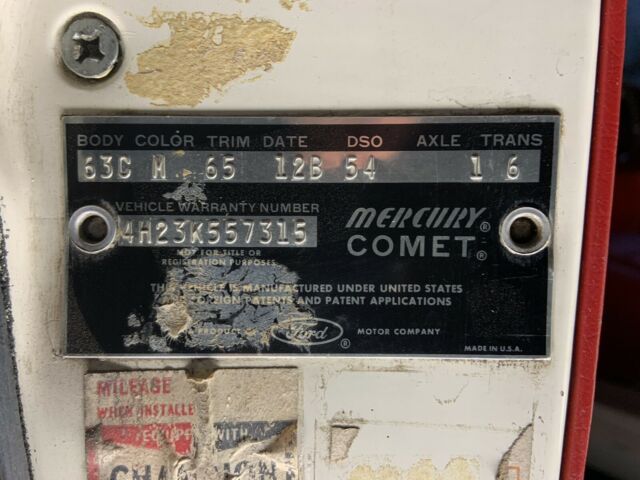 BODY COLOR TRIM DATE DSO AXLE TRANS
63C M 65 12B 54 1 6
VEHICLE WARRANTY NUMBER
4H23K557315
MERCURY®
COMET®
NOT FOR TITLE OR
REGISTRATION PURPOSES
THIS VEHICLE IS MANUFACTURED UNDER UNITED STATES
AND FOREIGN PATENTS AND PATENT APPLICATIONS
A PRODUCT OF Ford® MOTOR COMPANY
MADE IN U.S.A.
MILEAGE
WHEN INSTALLE
WITH